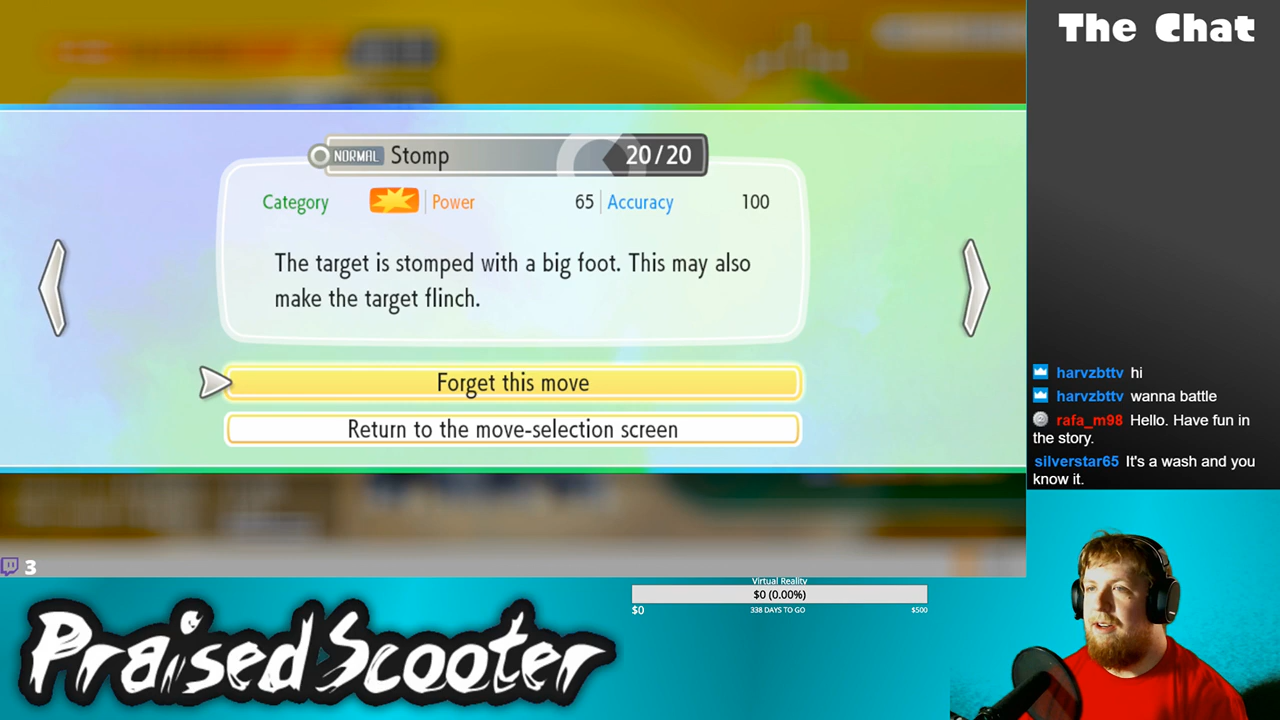 The Chat
NORMAL Stomp 20/20
Category Power 65 Accuracy 100
The target is stomped with a big foot. This may also
make the target flinch.
Forget this move
Return to the move-selection screen
harvzbttv hi
harvzbttv wanna battle
rafa_m98 Hello. Have fun in
the story.
silverstar65 It's a wash and you
know it.
3
Virtual Reality
$0 (0.00%)
$0 338 DAYS TO GO $500
PraisedScooter